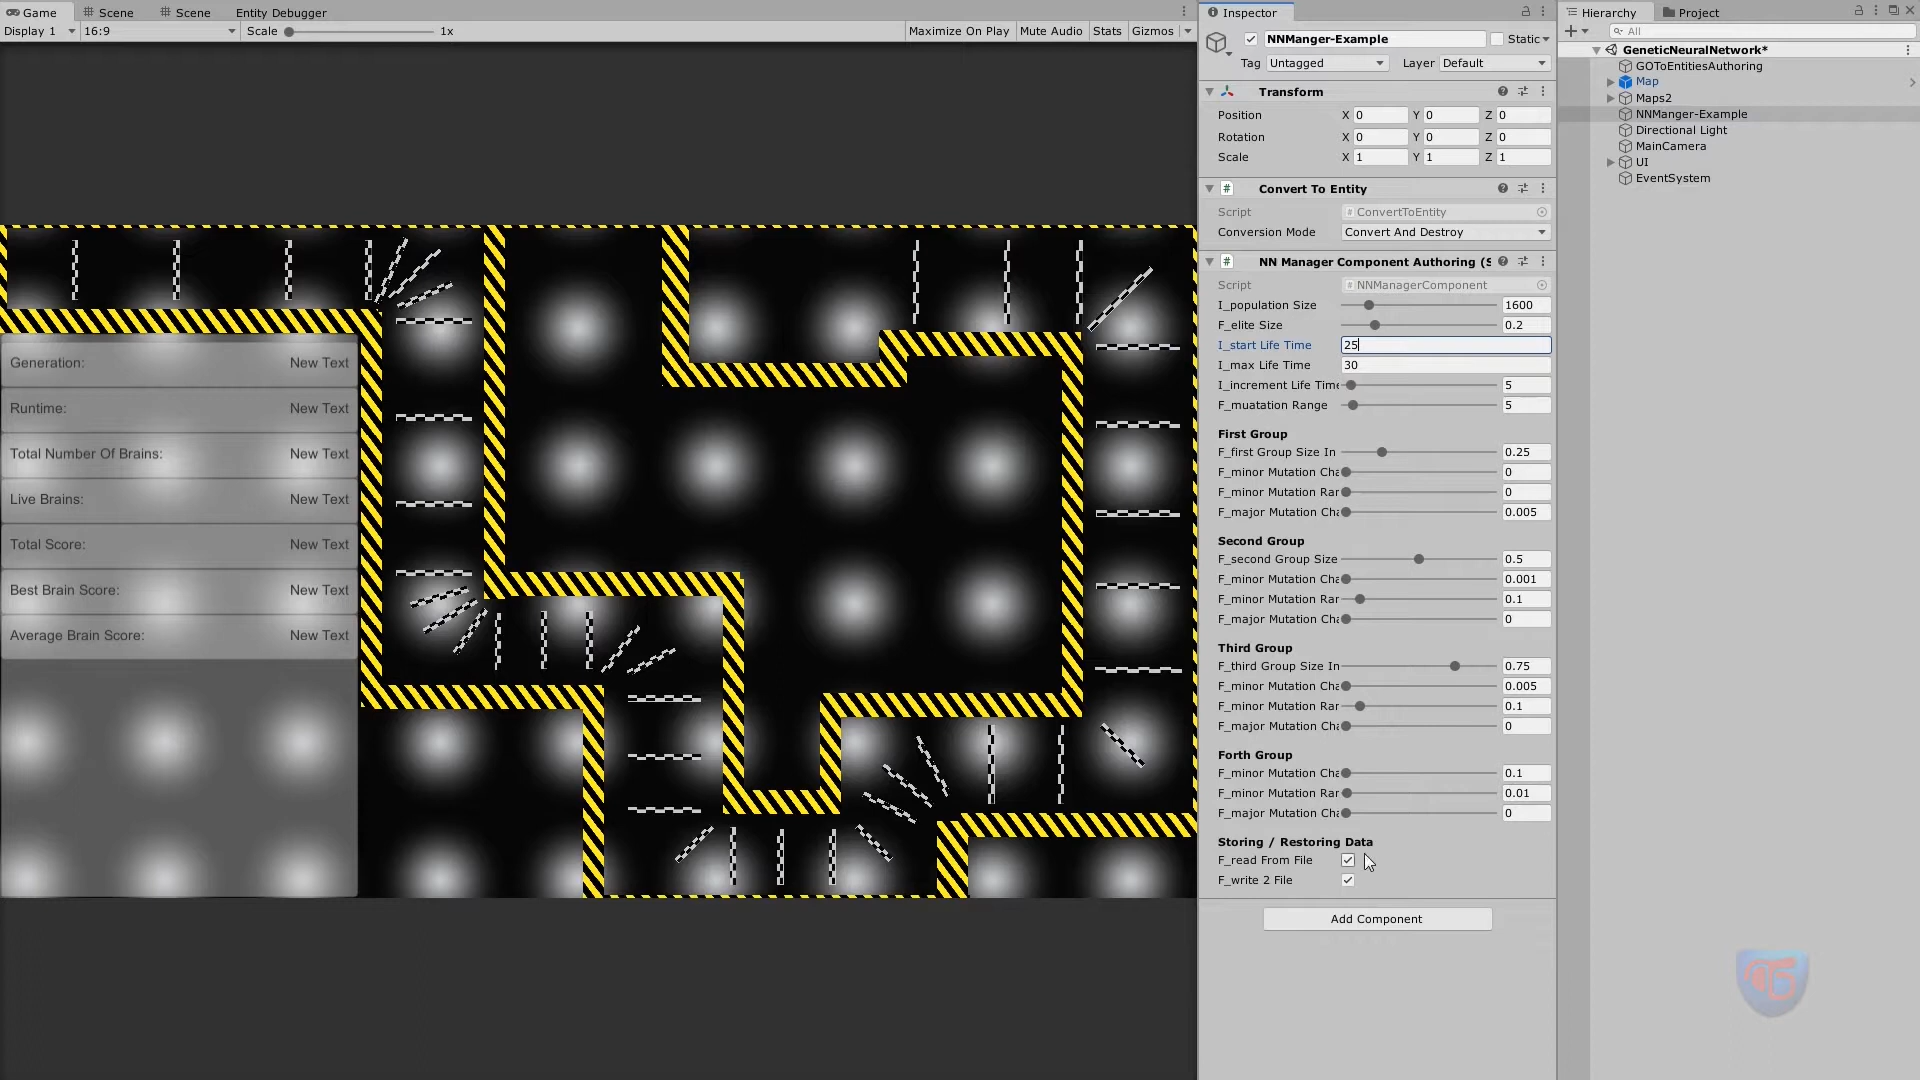 Game Scene Scene Entity Debugger
Display 1 16:9 Scale 1x Maximize On Play Mute Audio Stats Gizmos
Generation: New Text
Runtime: New Text
Total Number Of Brains: New Text
Live Brains: New Text
Total Score: New Text
Best Brain Score: New Text
Average Brain Score: New Text
Inspector
NNManger-Example Static
Tag Untagged Layer Default
Transform
Position X 0 Y 0 Z 0
Rotation X 0 Y 0 Z 0
Scale X 1 Y 1 Z 1
# Convert To Entity
Script # ConvertToEntity
Conversion Mode Convert And Destroy
# NN Manager Component Authoring (S
Script # NNManagerComponent
I_population Size 1600
F_elite Size 0.2
I_start Life Time 25
I_max Life Time 30
I_increment Life Time 5
F_muatation Range 5
First Group
F_first Group Size In 0.25
F_minor Mutation Cha 0
F_minor Mutation Ran 0
F_major Mutation Cha 0.005
Second Group
F_second Group Size 0.5
F_minor Mutation Cha 0.001
F_minor Mutation Ran 0.1
F_major Mutation Cha 0
Third Group
F_third Group Size In 0.75
F_minor Mutation Cha 0.005
F_minor Mutation Ran 0.1
F_major Mutation Cha 0
Forth Group
F_minor Mutation Cha 0.1
F_minor Mutation Ran 0.01
F_major Mutation Cha 0
Storing / Restoring Data
F_read From File
F_write 2 File
Add Component
Hierarchy Project
All
GeneticNeuralNetwork*
GOToEntitiesAuthoring
Map
Maps2
NNManger-Example
Directional Light
MainCamera
UI
EventSystem